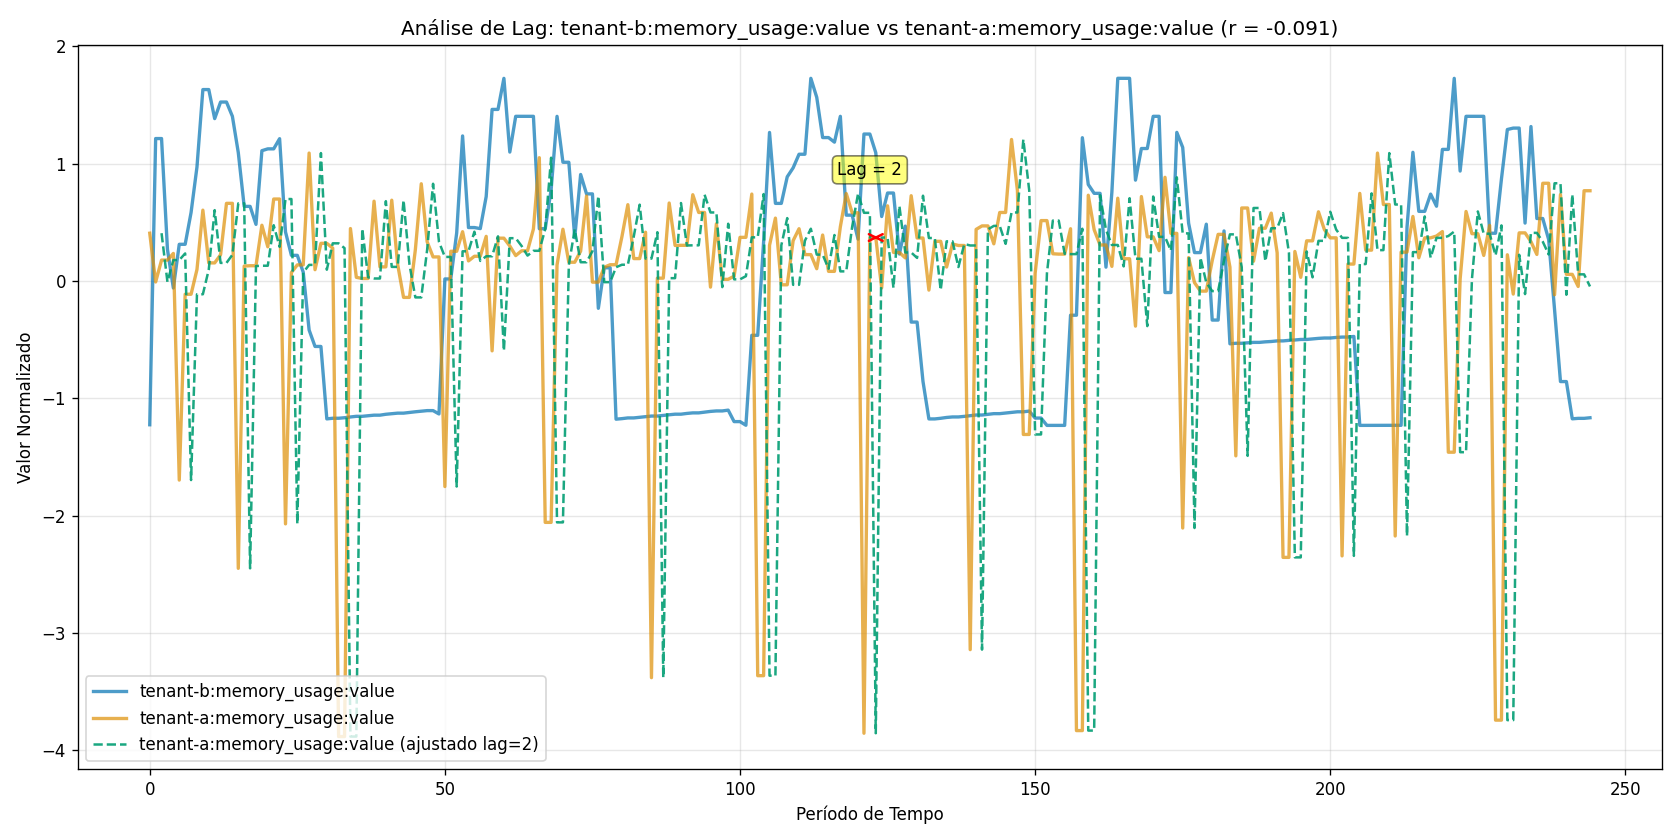 Análise de Lag: tenant-b:memory_usage:value vs tenant-a:memory_usage:value (r = -0.091)
2
1
0
−1
−2
−3
−4
Valor Normalizado
Lag = 2
tenant-b:memory_usage:value
tenant-a:memory_usage:value
tenant-a:memory_usage:value (ajustado lag=2)
0 50 100 150 200 250
Período de Tempo